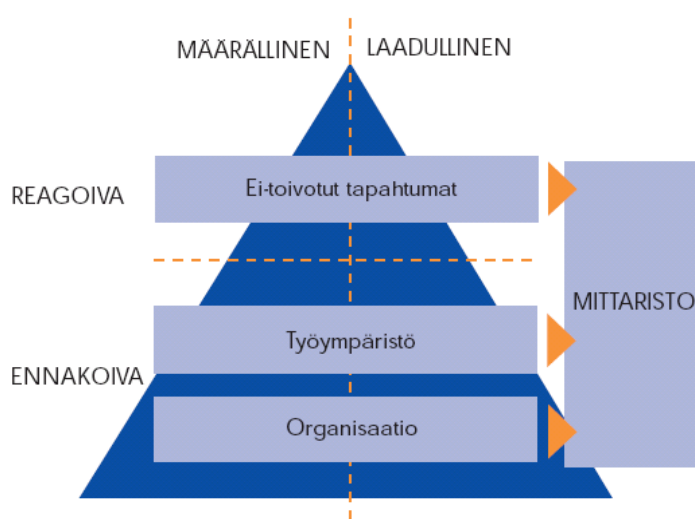 MÄÄRÄLLINEN LAADULLINEN
REAGOIVA
Ei-toivotut tapahtumat
MITTARISTO
Työympäristö
ENNAKOIVA
Organisaatio